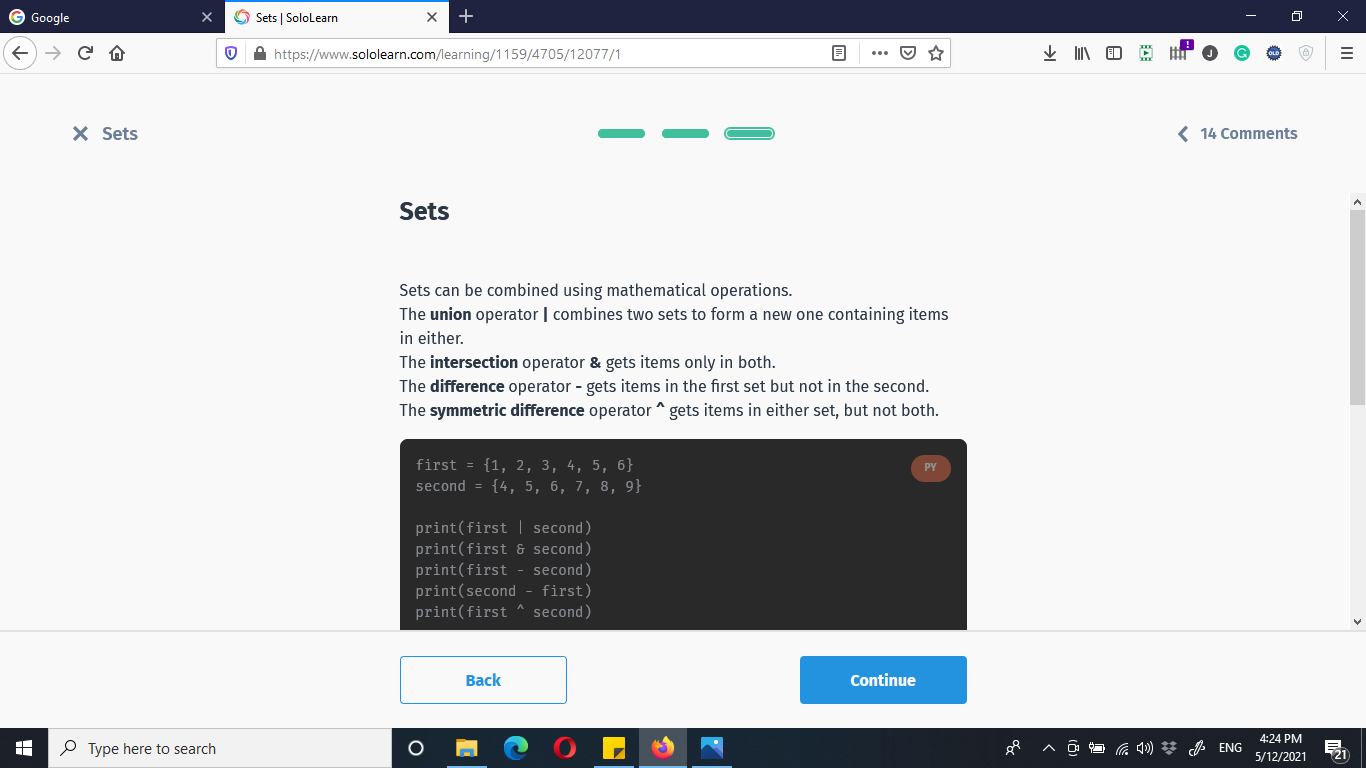 Google
Sets | SoloLearn
https://www.sololearn.com/learning/1159/4705/12077/1
Sets
14 Comments
Sets
Sets can be combined using mathematical operations.
The union operator | combines two sets to form a new one containing items
in either.
The intersection operator & gets items only in both.
The difference operator - gets items in the first set but not in the second.
The symmetric difference operator ^ gets items in either set, but not both.
PY
first = {1, 2, 3, 4, 5, 6}
second = {4, 5, 6, 7, 8, 9}
print(first | second)
print(first & second)
print(first - second)
print(second - first)
print(first ^ second)
Back
Continue
Type here to search
ENG
4:24 PM
5/12/2021
21